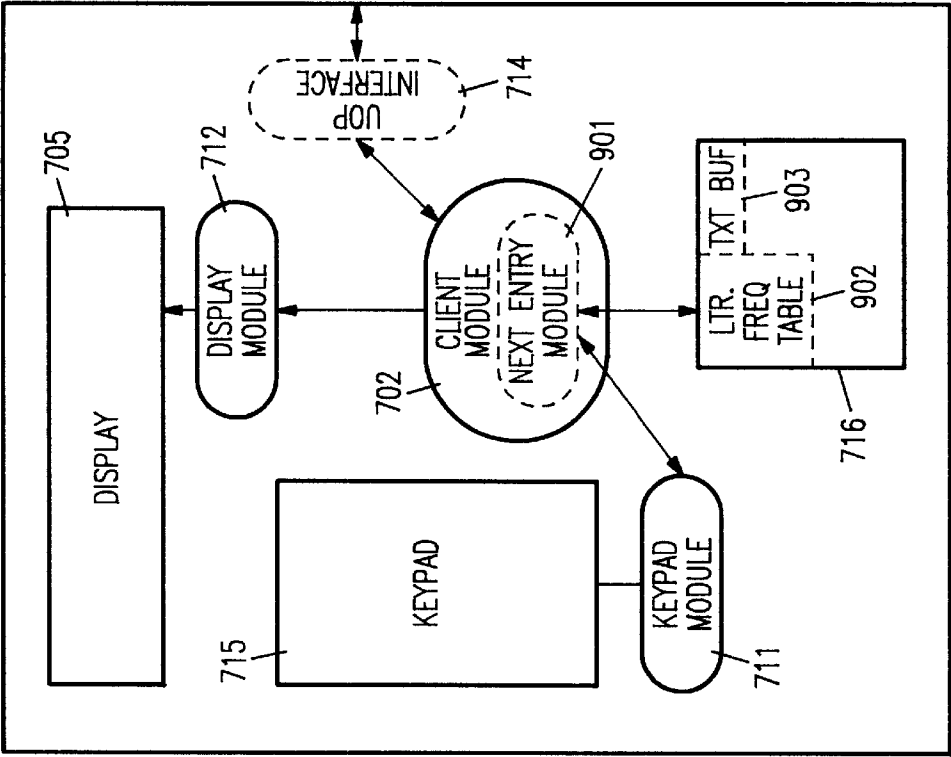 705
DISPLAY
712
DISPLAY
MODULE
UDP
INTERFACE
714
702
CLIENT
MODULE
NEXT ENTRY
MODULE
901
715
KEYPAD
KEYPAD
MODULE
711
LTR.
FREQ
TABLE
902
TXT BUF
903
716